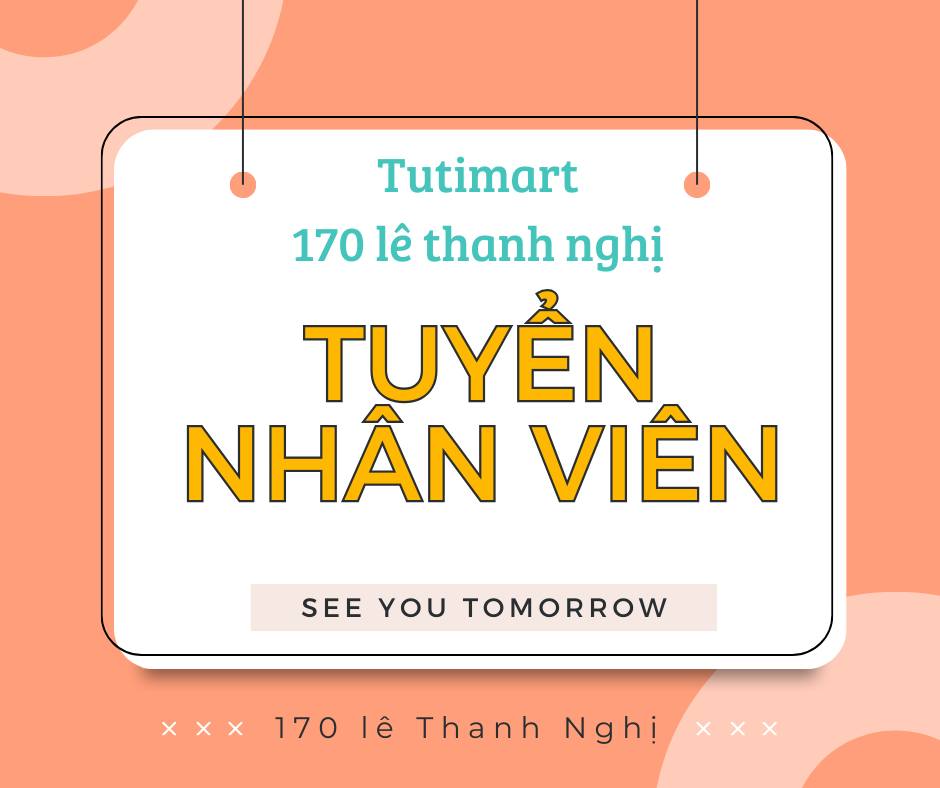 Tutimart
170 lê thanh nghị
TUYỂN
NHÂN VIÊN
SEE YOU TOMORROW
× × × 170 lê Thanh Nghị × × ×